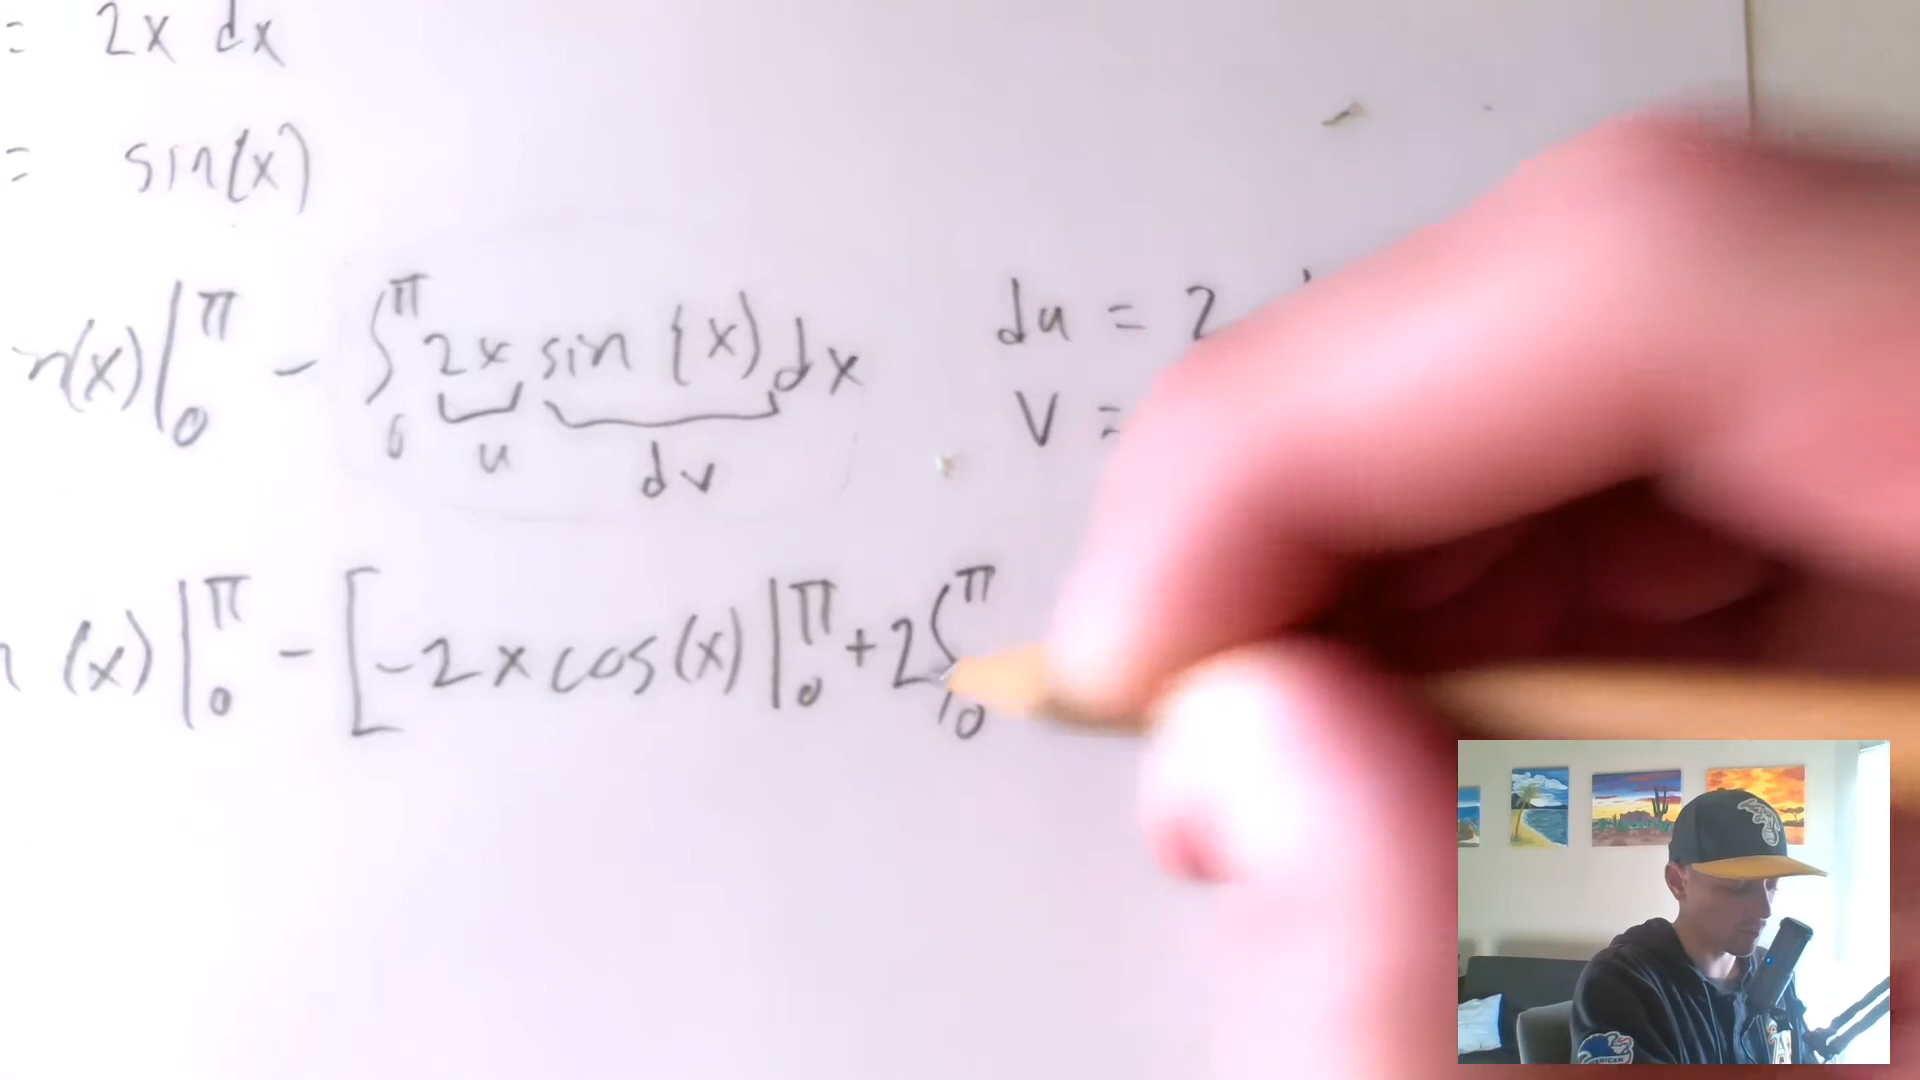 = 2x dx
= sin(x)
n(x) |₀^π - ∫₀^π 2x sin (x) dx du = 2
u dv V =
(x) |₀^π - [-2x cos(x) |₀^π + 2 ∫₀^π